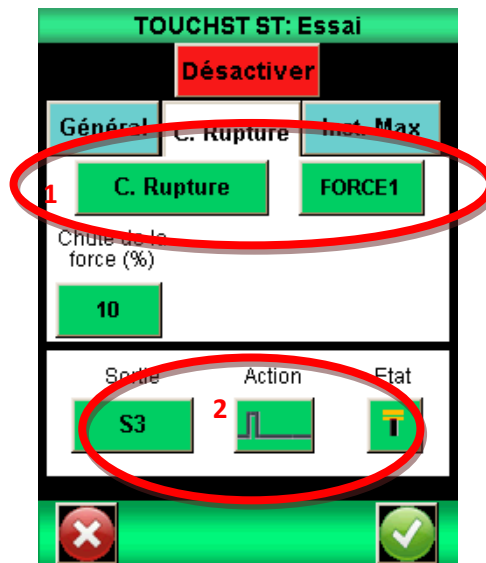 TOUCHST ST: Essai
Désactiver
Général C. Rupture Inst. Max
1 C. Rupture FORCE1
Chute de la
force (%)
10
Sortie Action Etat
S3 2